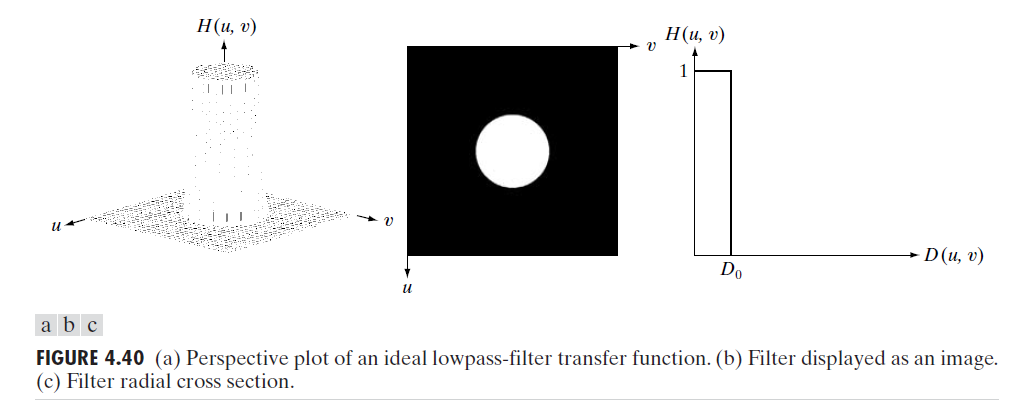 H(u, v)
u
v
v
u
H(u, v)
1
D₀
D(u, v)
a b c
FIGURE 4.40 (a) Perspective plot of an ideal lowpass-filter transfer function. (b) Filter displayed as an image.
(c) Filter radial cross section.